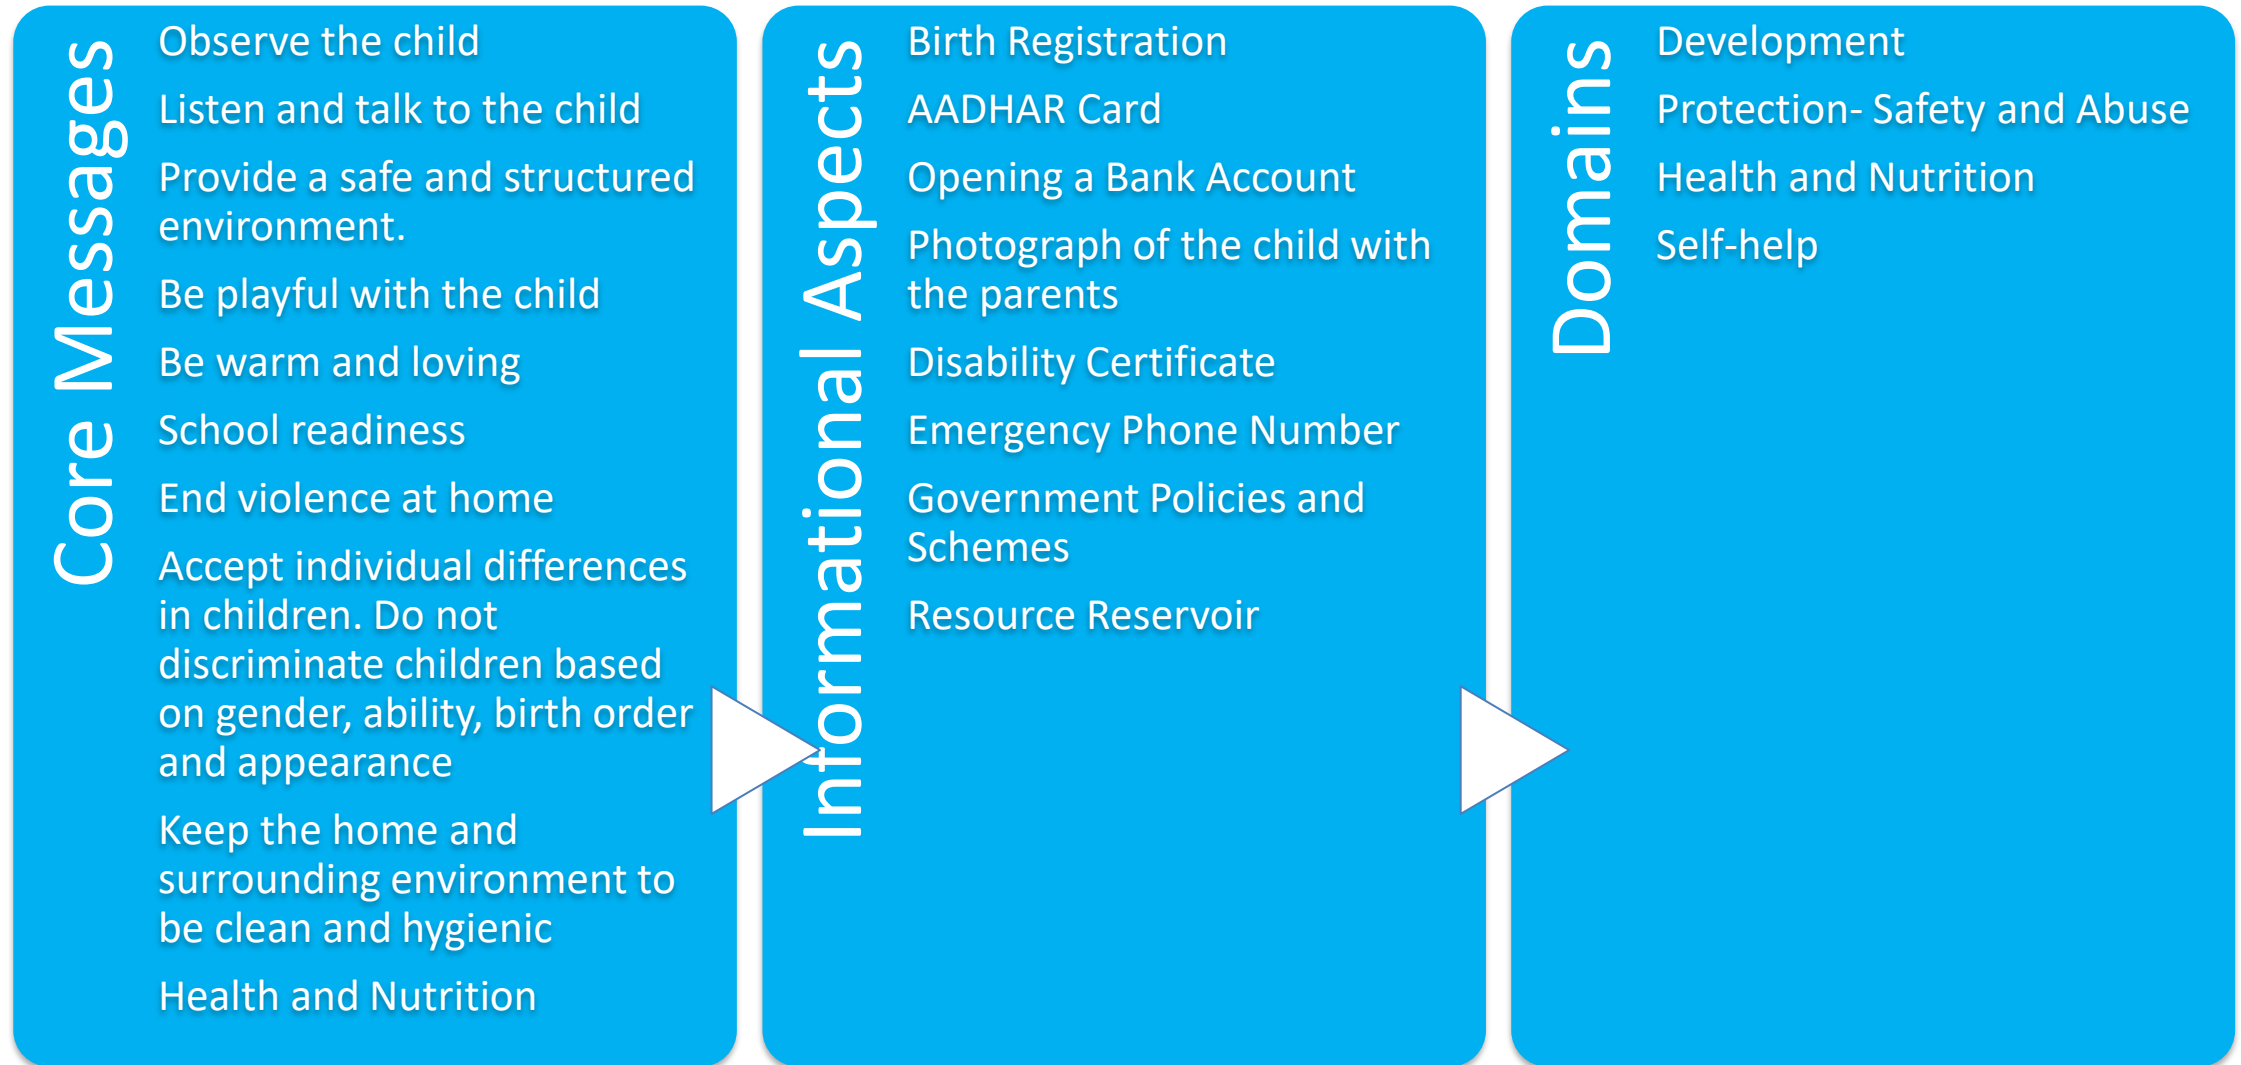 Core Messages
Observe the child
Listen and talk to the child
Provide a safe and structured
environment.
Be playful with the child
Be warm and loving
School readiness
End violence at home
Accept individual differences
in children. Do not
discriminate children based
on gender, ability, birth order
and appearance
Keep the home and
surrounding environment to
be clean and hygienic
Health and Nutrition
Informational Aspects
Birth Registration
AADHAR Card
Opening a Bank Account
Photograph of the child with
the parents
Disability Certificate
Emergency Phone Number
Government Policies and
Schemes
Resource Reservoir
Domains
Development
Protection- Safety and Abuse
Health and Nutrition
Self-help